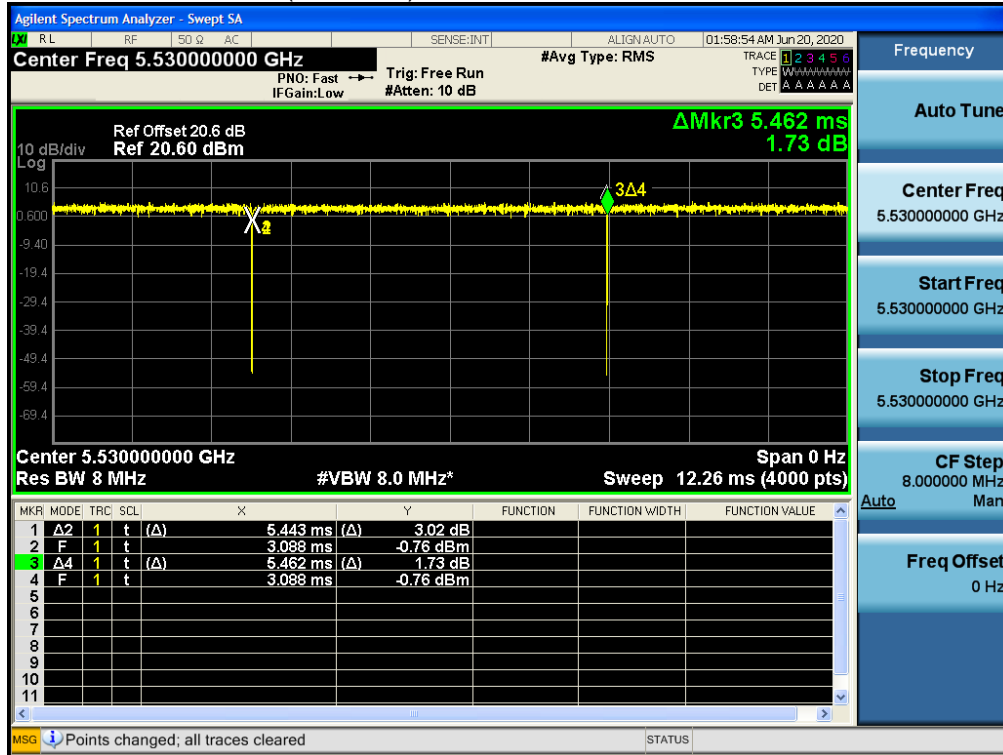 Agilent Spectrum Analyzer - Swept SA
LXI RL RF 50 Ω AC SENSE:INT ALIGN AUTO 01:58:54 AM Jun 20, 2020
Center Freq 5.530000000 GHz
#Avg Type: RMS
TRACE 1 2 3 4 5 6
PNO: Fast
Trig: Free Run
TYPE
IFGain:Low
#Atten: 10 dB
DET A A A A A A
ΔMkr3 5.462 ms
1.73 dB
Ref Offset 20.6 dB
10 dB/div Ref 20.60 dBm
Log
10.6
0.600
-9.40
-19.4
-29.4
-39.4
-49.4
-59.4
-69.4
3Δ4
Center 5.530000000 GHz Span 0 Hz
Res BW 8 MHz #VBW 8.0 MHz* Sweep 12.26 ms (4000 pts)
MKR MODE TRC SCL X Y FUNCTION FUNCTION WIDTH FUNCTION VALUE
1 Δ2 1 t (Δ) 5.443 ms (Δ) 3.02 dB
2 F 1 t 3.088 ms -0.76 dBm
3 Δ4 1 t (Δ) 5.462 ms (Δ) 1.73 dB
4 F 1 t 3.088 ms -0.76 dBm
5
6
7
8
9
10
11
MSG Points changed; all traces cleared STATUS
Frequency
Auto Tune
Center Freq
5.530000000 GHz
Start Freq
5.530000000 GHz
Stop Freq
5.530000000 GHz
CF Step
8.000000 MHz
Auto Man
Freq Offset
0 Hz